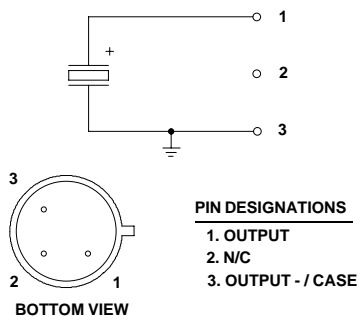 1
+
2
3
3
2
1
BOTTOM VIEW
PIN DESIGNATIONS
1. OUTPUT
2. N/C
3. OUTPUT - / CASE